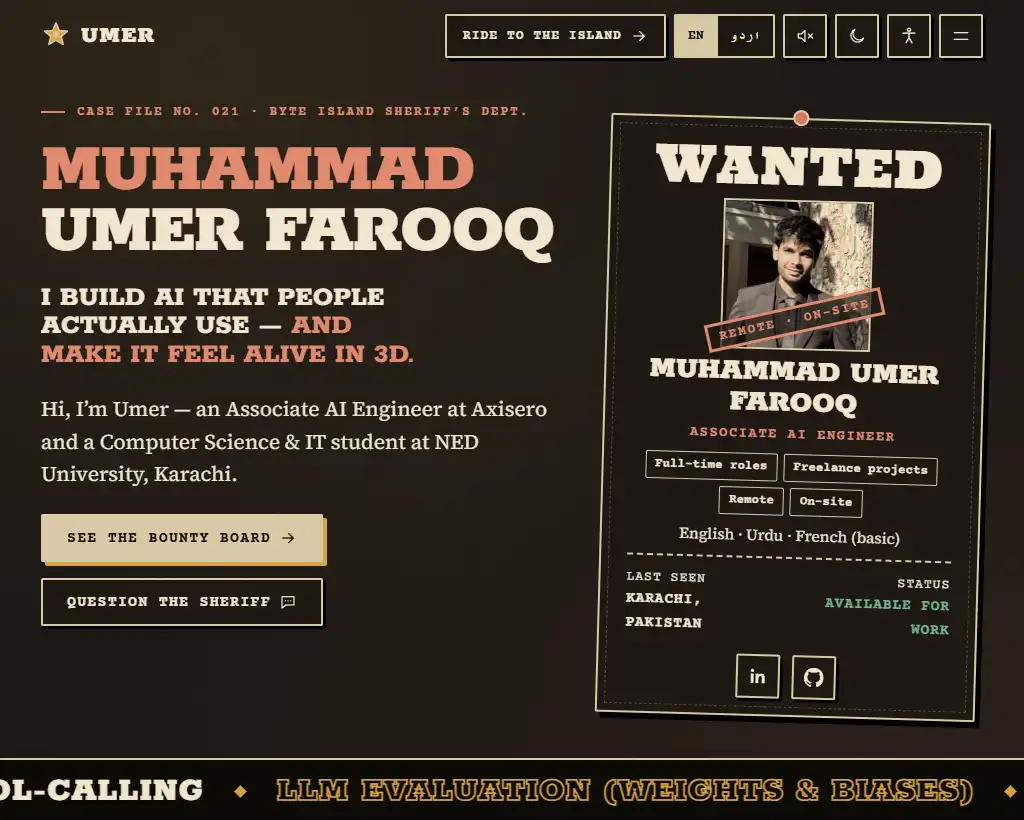 UMER
RIDE TO THE ISLAND →
EN
اردو
CASE FILE NO. 021 · BYTE ISLAND SHERIFF'S DEPT.
MUHAMMAD
UMER FAROOQ
I BUILD AI THAT PEOPLE
ACTUALLY USE — AND
MAKE IT FEEL ALIVE IN 3D.
Hi, I'm Umer — an Associate AI Engineer at Axisero
and a Computer Science & IT student at NED
University, Karachi.
SEE THE BOUNTY BOARD →
QUESTION THE SHERIFF
WANTED
REMOTE · ON-SITE
MUHAMMAD UMER
FAROOQ
ASSOCIATE AI ENGINEER
Full-time roles
Freelance projects
Remote
On-site
English · Urdu · French (basic)
LAST SEEN
KARACHI,
PAKISTAN
STATUS
AVAILABLE FOR
WORK
in
OL-CALLING ◆ LLM EVALUATION (WEIGHTS & BIASES) ◆